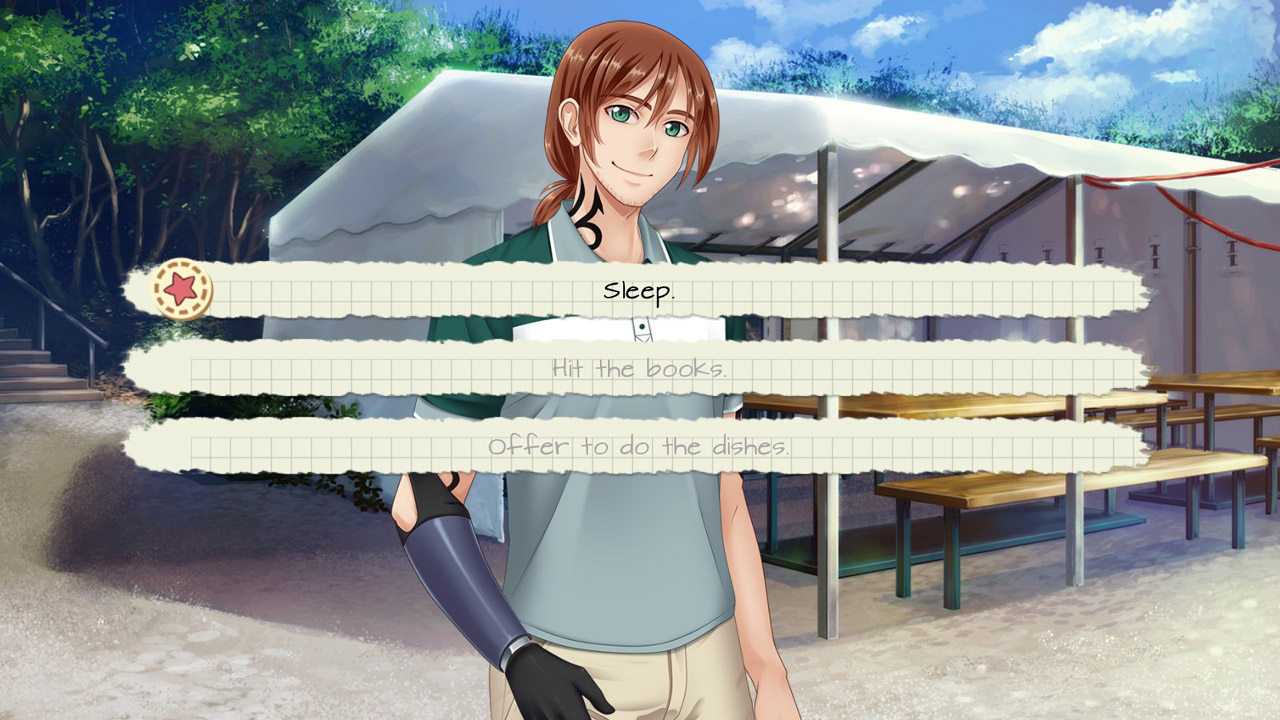 Sleep.
Hit the books.
Offer to do the dishes.